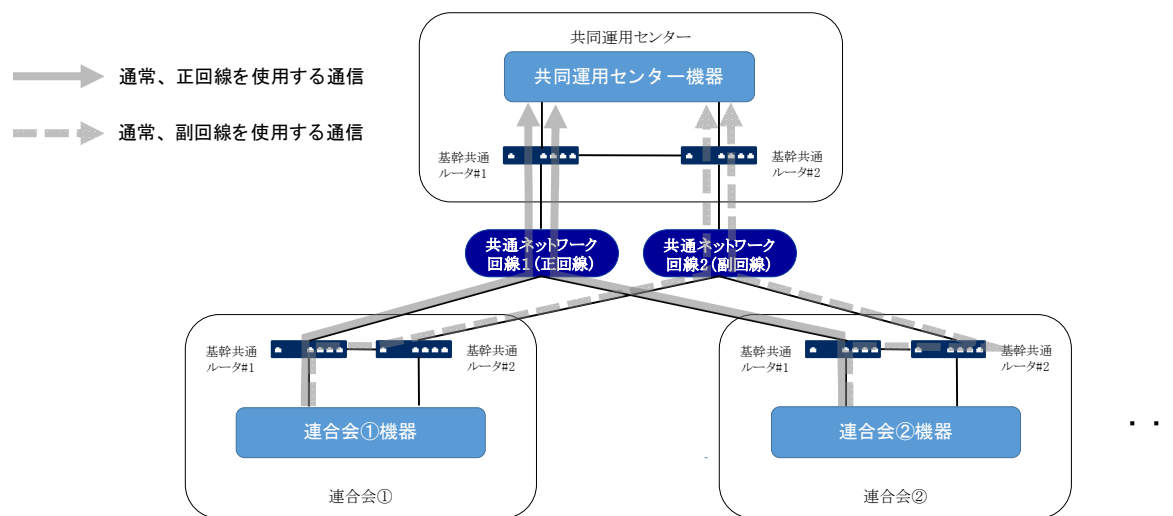 共同運用センター
共同運用センター機器
通常、正回線を使用する通信
通常、副回線を使用する通信
基幹共通
ルータ#1
基幹共通
ルータ#2
共通ネットワーク
回線1(正回線)
共通ネットワーク
回線2(副回線)
基幹共通
ルータ#1
基幹共通
ルータ#2
基幹共通
ルータ#1
基幹共通
ルータ#2
連合会①機器
連合会②機器
・・
連合会①
連合会②